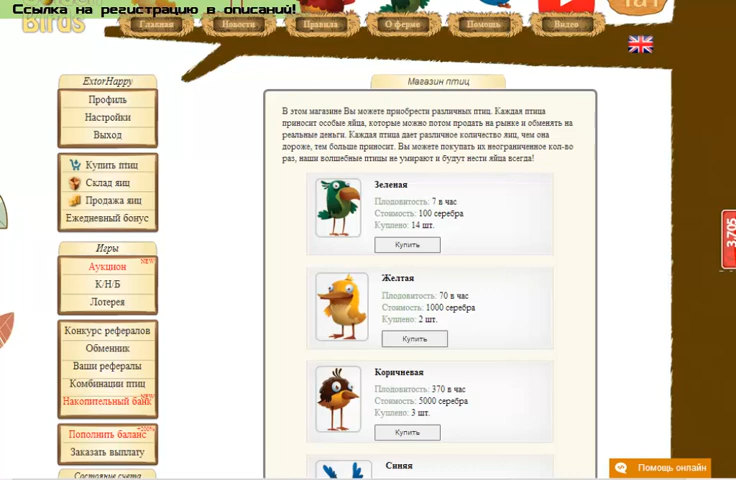 Ссылка на регистрацию в описаний!
Birds
Главная
Новости
Правила
О ферме
Помощь
Видео
ExtorHappy
Профиль
Настройки
Выход
Купить птиц
Склад яиц
Продажа яиц
Ежедневный бонус
Игры
Аукцион NEW
К/Н/Б
Лотерея
Конкурс рефералов
Обменник
Ваши рефералы
Комбинации птиц
Накопительный банк NEW
Пополнить баланс +200%
Заказать выплату
Состояние счета
Магазин птиц
В этом магазине Вы можете приобрести различных птиц. Каждая птица
приносит особые яйца, которые можно потом продать на рынке и обменять на
реальные деньги. Каждая птица дает различное количество яиц, чем она
дороже, тем больше приносит. Вы можете покупать их неограниченное кол-во
раз, наши волшебные птицы не умирают и будут нести яйца всегда!
Зеленая
Плодовитость: 7 в час
Стоимость: 100 серебра
Куплено: 14 шт.
Купить
Желтая
Плодовитость: 70 в час
Стоимость: 1000 серебра
Куплено: 2 шт.
Купить
Коричневая
Плодовитость: 370 в час
Стоимость: 5000 серебра
Куплено: 3 шт.
Купить
Синяя
3,705
Помощь онлайн